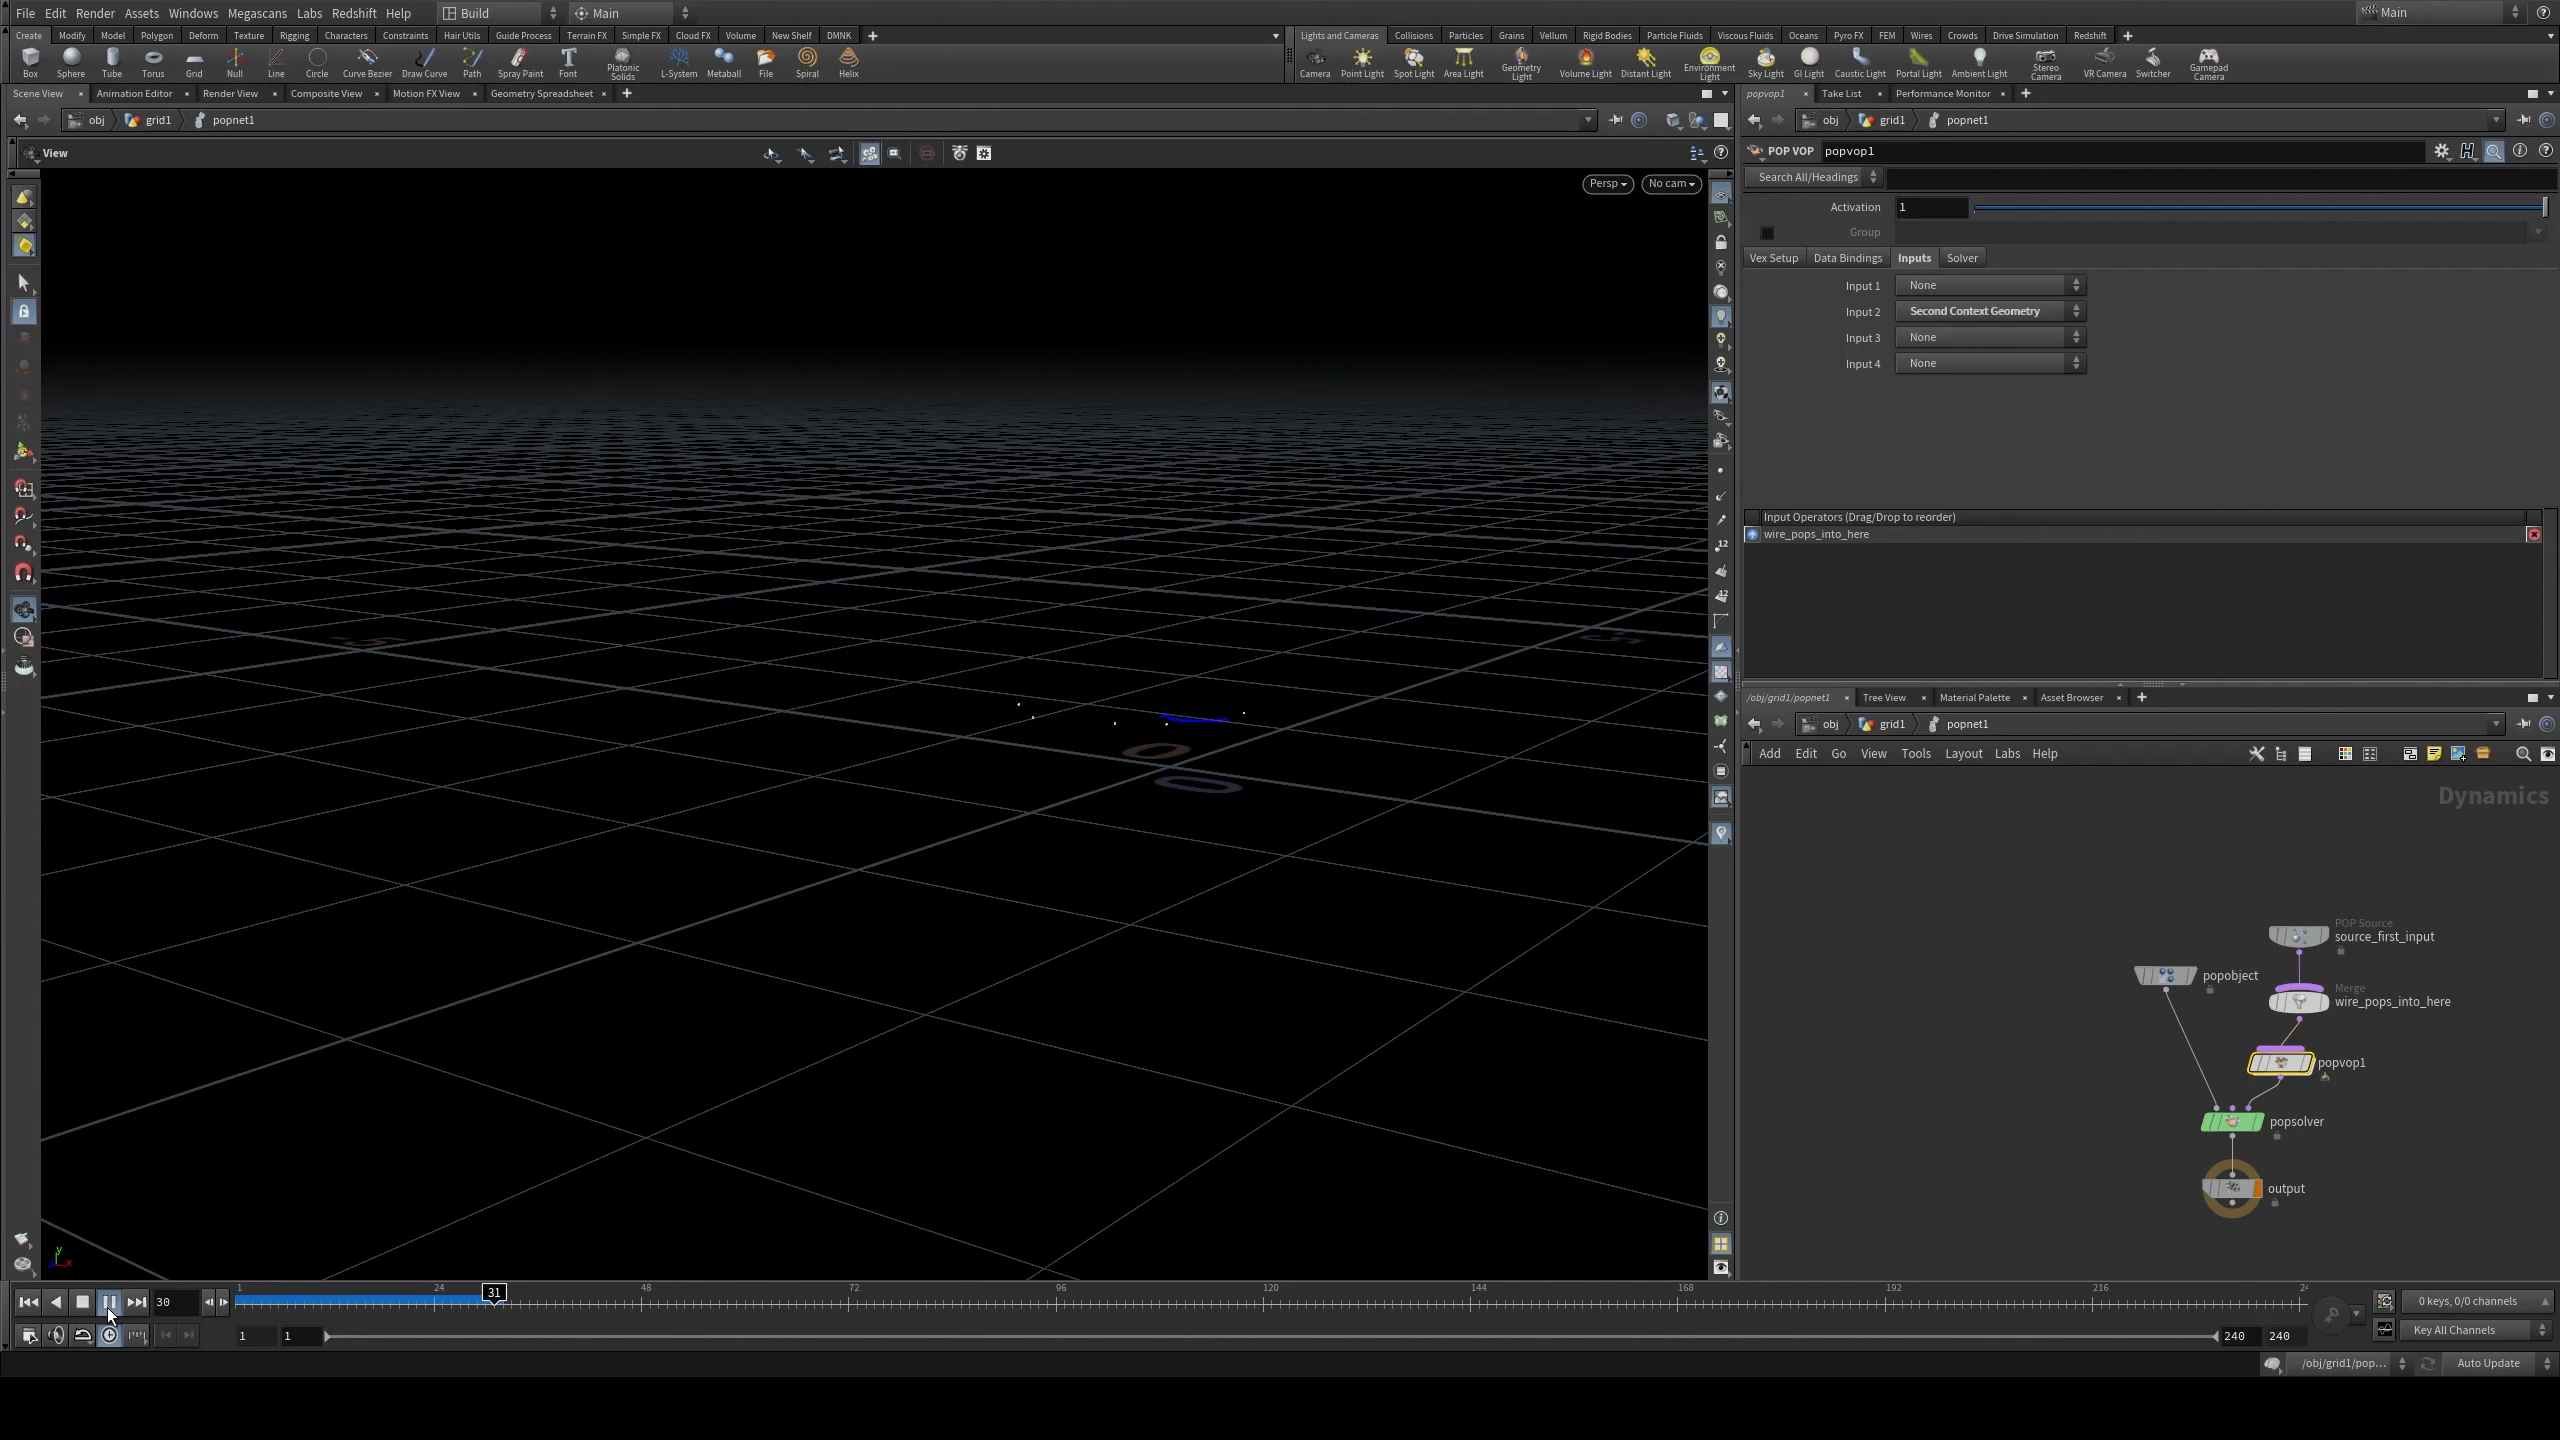 File Edit Render Assets Windows Megascans Labs Redshift Help Build Main Main
Create Modify Model Polygon Deform Texture Rigging Characters Constraints Hair Utils Guide Process Terrain FX Simple FX Cloud FX Volume New Shelf DMNK
Lights and Cameras Collisions Particles Grains Vellum Rigid Bodies Particle Fluids Viscous Fluids Oceans Pyro FX FEM Wires Crowds Drive Simulation Redshift
Box Sphere Tube Torus Grid Null Line Circle Curve Bezier Draw Curve Path Spray Paint Font Platonic Solids L-System Metaball File Spiral Helix
Camera Point Light Spot Light Area Light Geometry Light Volume Light Distant Light Environment Light Sky Light GI Light Caustic Light Portal Light Ambient Light Stereo Camera VR Camera Switcher Gamepad Camera
Scene View Animation Editor Render View Composite View Motion FX View Geometry Spreadsheet
popvop1 Take List Performance Monitor
obj grid1 popnet1
obj grid1 popnet1
View
POP VOP popvop1
Persp No cam
Search All/Headings
Activation 1
Group
Vex Setup Data Bindings Inputs Solver
Input 1 None
Input 2 Second Context Geometry
Input 3 None
Input 4 None
Input Operators (Drag/Drop to reorder)
wire_pops_into_here
12
12
5
5
0
0
/obj/grid1/popnet1 Tree View Material Palette Asset Browser
obj grid1 popnet1
Add Edit Go View Tools Layout Labs Help
Dynamics
POP Source
source_first_input
popobject
Merge
wire_pops_into_here
popvop1
popsolver
output
y
x
1 24 48 72 96 120 144 168 192 216 24
30 31
0 keys, 0/0 channels
1 1 240 240
Key All Channels
/obj/grid1/pop... Auto Update